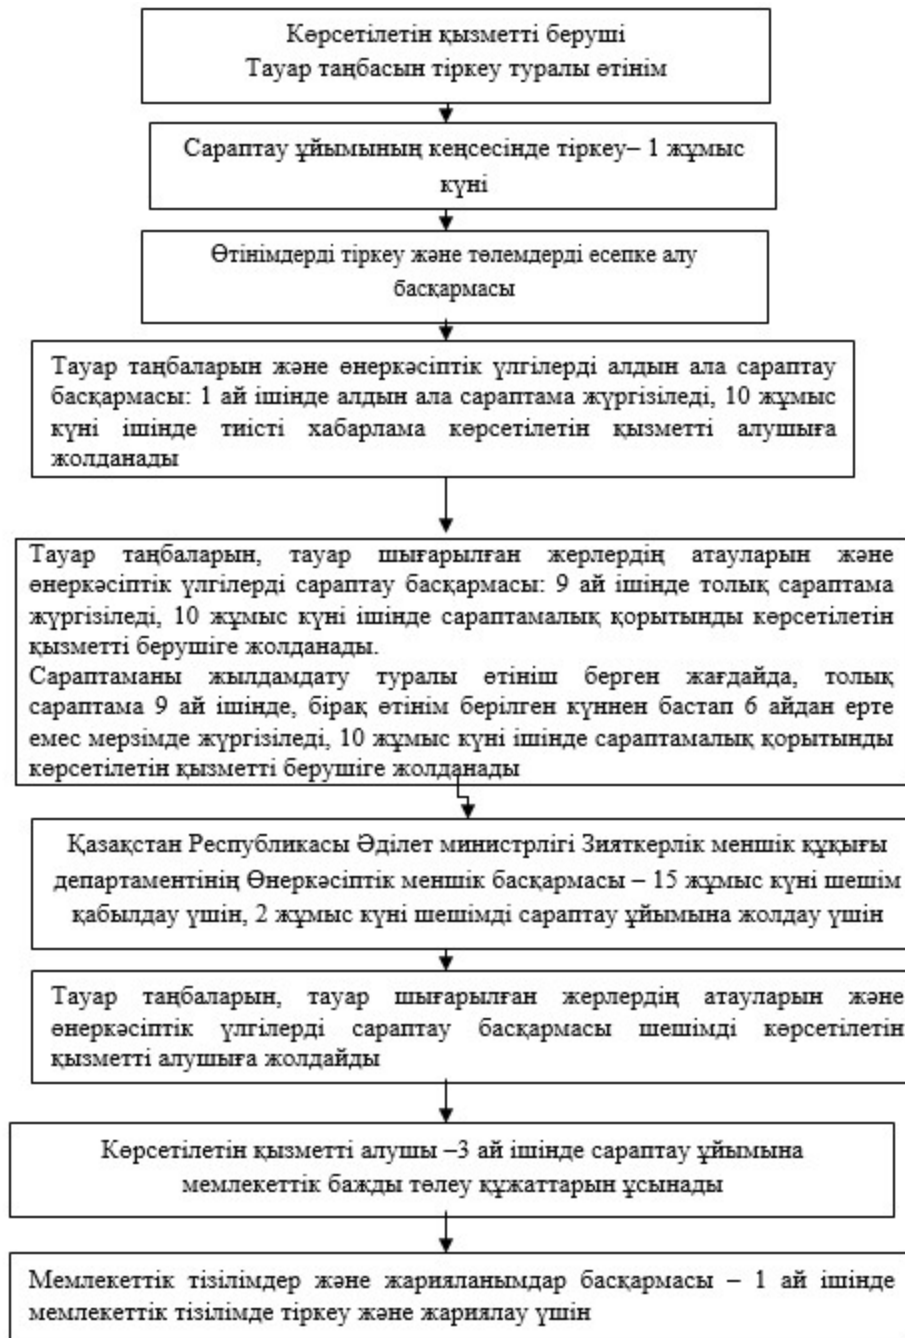 Көрсетілетін қызметті беруші
Тауар таңбасын тіркеу туралы өтінім
Сараптау ұйымының кеңсесінде тіркеу– 1 жұмыс
күні
Өтінімдерді тіркеу және төлемдерді есепке алу
басқармасы
Тауар таңбаларын және өнеркәсіптік үлгілерді алдын ала сараптау
басқармасы: 1 ай ішінде алдын ала сараптама жүргізіледі, 10 жұмыс
күні ішінде тиісті хабарлама көрсетілетін қызметті алушыға
жолданады
Тауар таңбаларын, тауар шығарылған жерлердің атауларын және
өнеркәсіптік үлгілерді сараптау басқармасы: 9 ай ішінде толық сараптама
жүргізіледі, 10 жұмыс күні ішінде сараптамалық қорытынды көрсетілетін
қызметті берушіге жолданады.
Сараптаманы жылдамдату туралы өтініш берген жағдайда, толық
сараптама 9 ай ішінде, бірақ өтінім берілген күннен бастап 6 айдан ерте
емес мерзімде жүргізіледі, 10 жұмыс күні ішінде сараптамалық қорытынды
көрсетілетін қызметті берушіге жолданады
Қазақстан Республикасы Әділет министрлігі Зияткерлік меншік құқығы
департаментінің Өнеркәсіптік меншік басқармасы – 15 жұмыс күні шешім
қабылдау үшін, 2 жұмыс күні шешімді сараптау ұйымына жолдау үшін
Тауар таңбаларын, тауар шығарылған жерлердің атауларын және
өнеркәсіптік үлгілерді сараптау басқармасы шешімді көрсетілетін
қызметті алушыға жолдайды
Көрсетілетін қызметті алушы –3 ай ішінде сараптау ұйымына
мемлекеттік бажды төлеу құжаттарын ұсынады
Мемлекеттік тізілімдер және жарияланымдар басқармасы – 1 ай ішінде
мемлекеттік тізілімде тіркеу және жариялау үшін